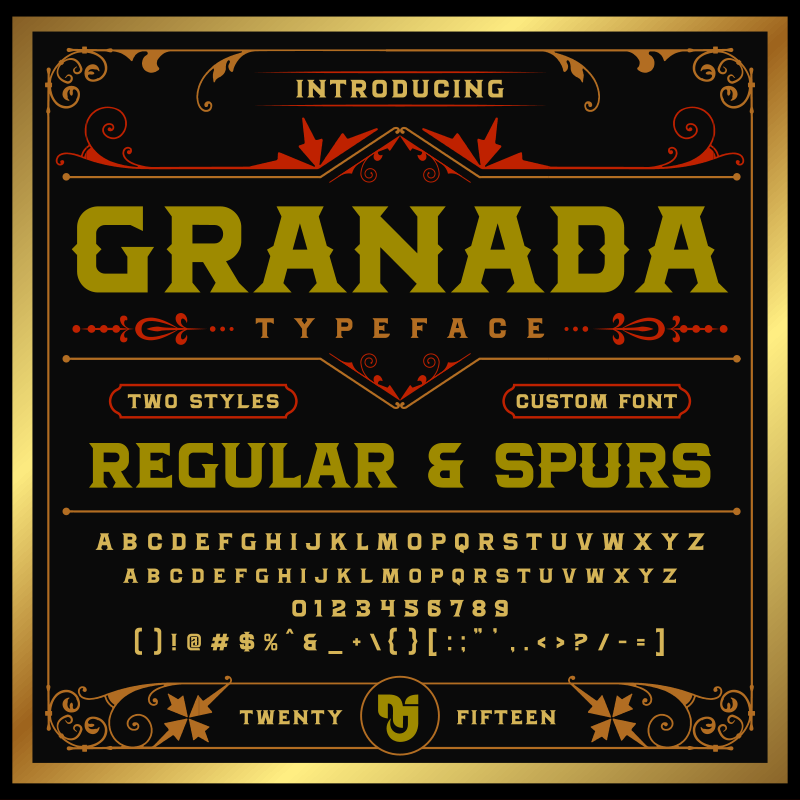 INTRODUCING
GRANADA
TYPEFACE
TWO STYLES
CUSTOM FONT
REGULAR & SPURS
ABCDEFGHIJKLMOPQRSTUVWXYZ
ABCDEFGHIJKLMOPQRSTUVWXYZ
0123456789
[ ] ! @ # $ % ˆ & _ + \ { } [ : ; " ' , . < > ? / - = ]
TWENTY
FIFTEEN